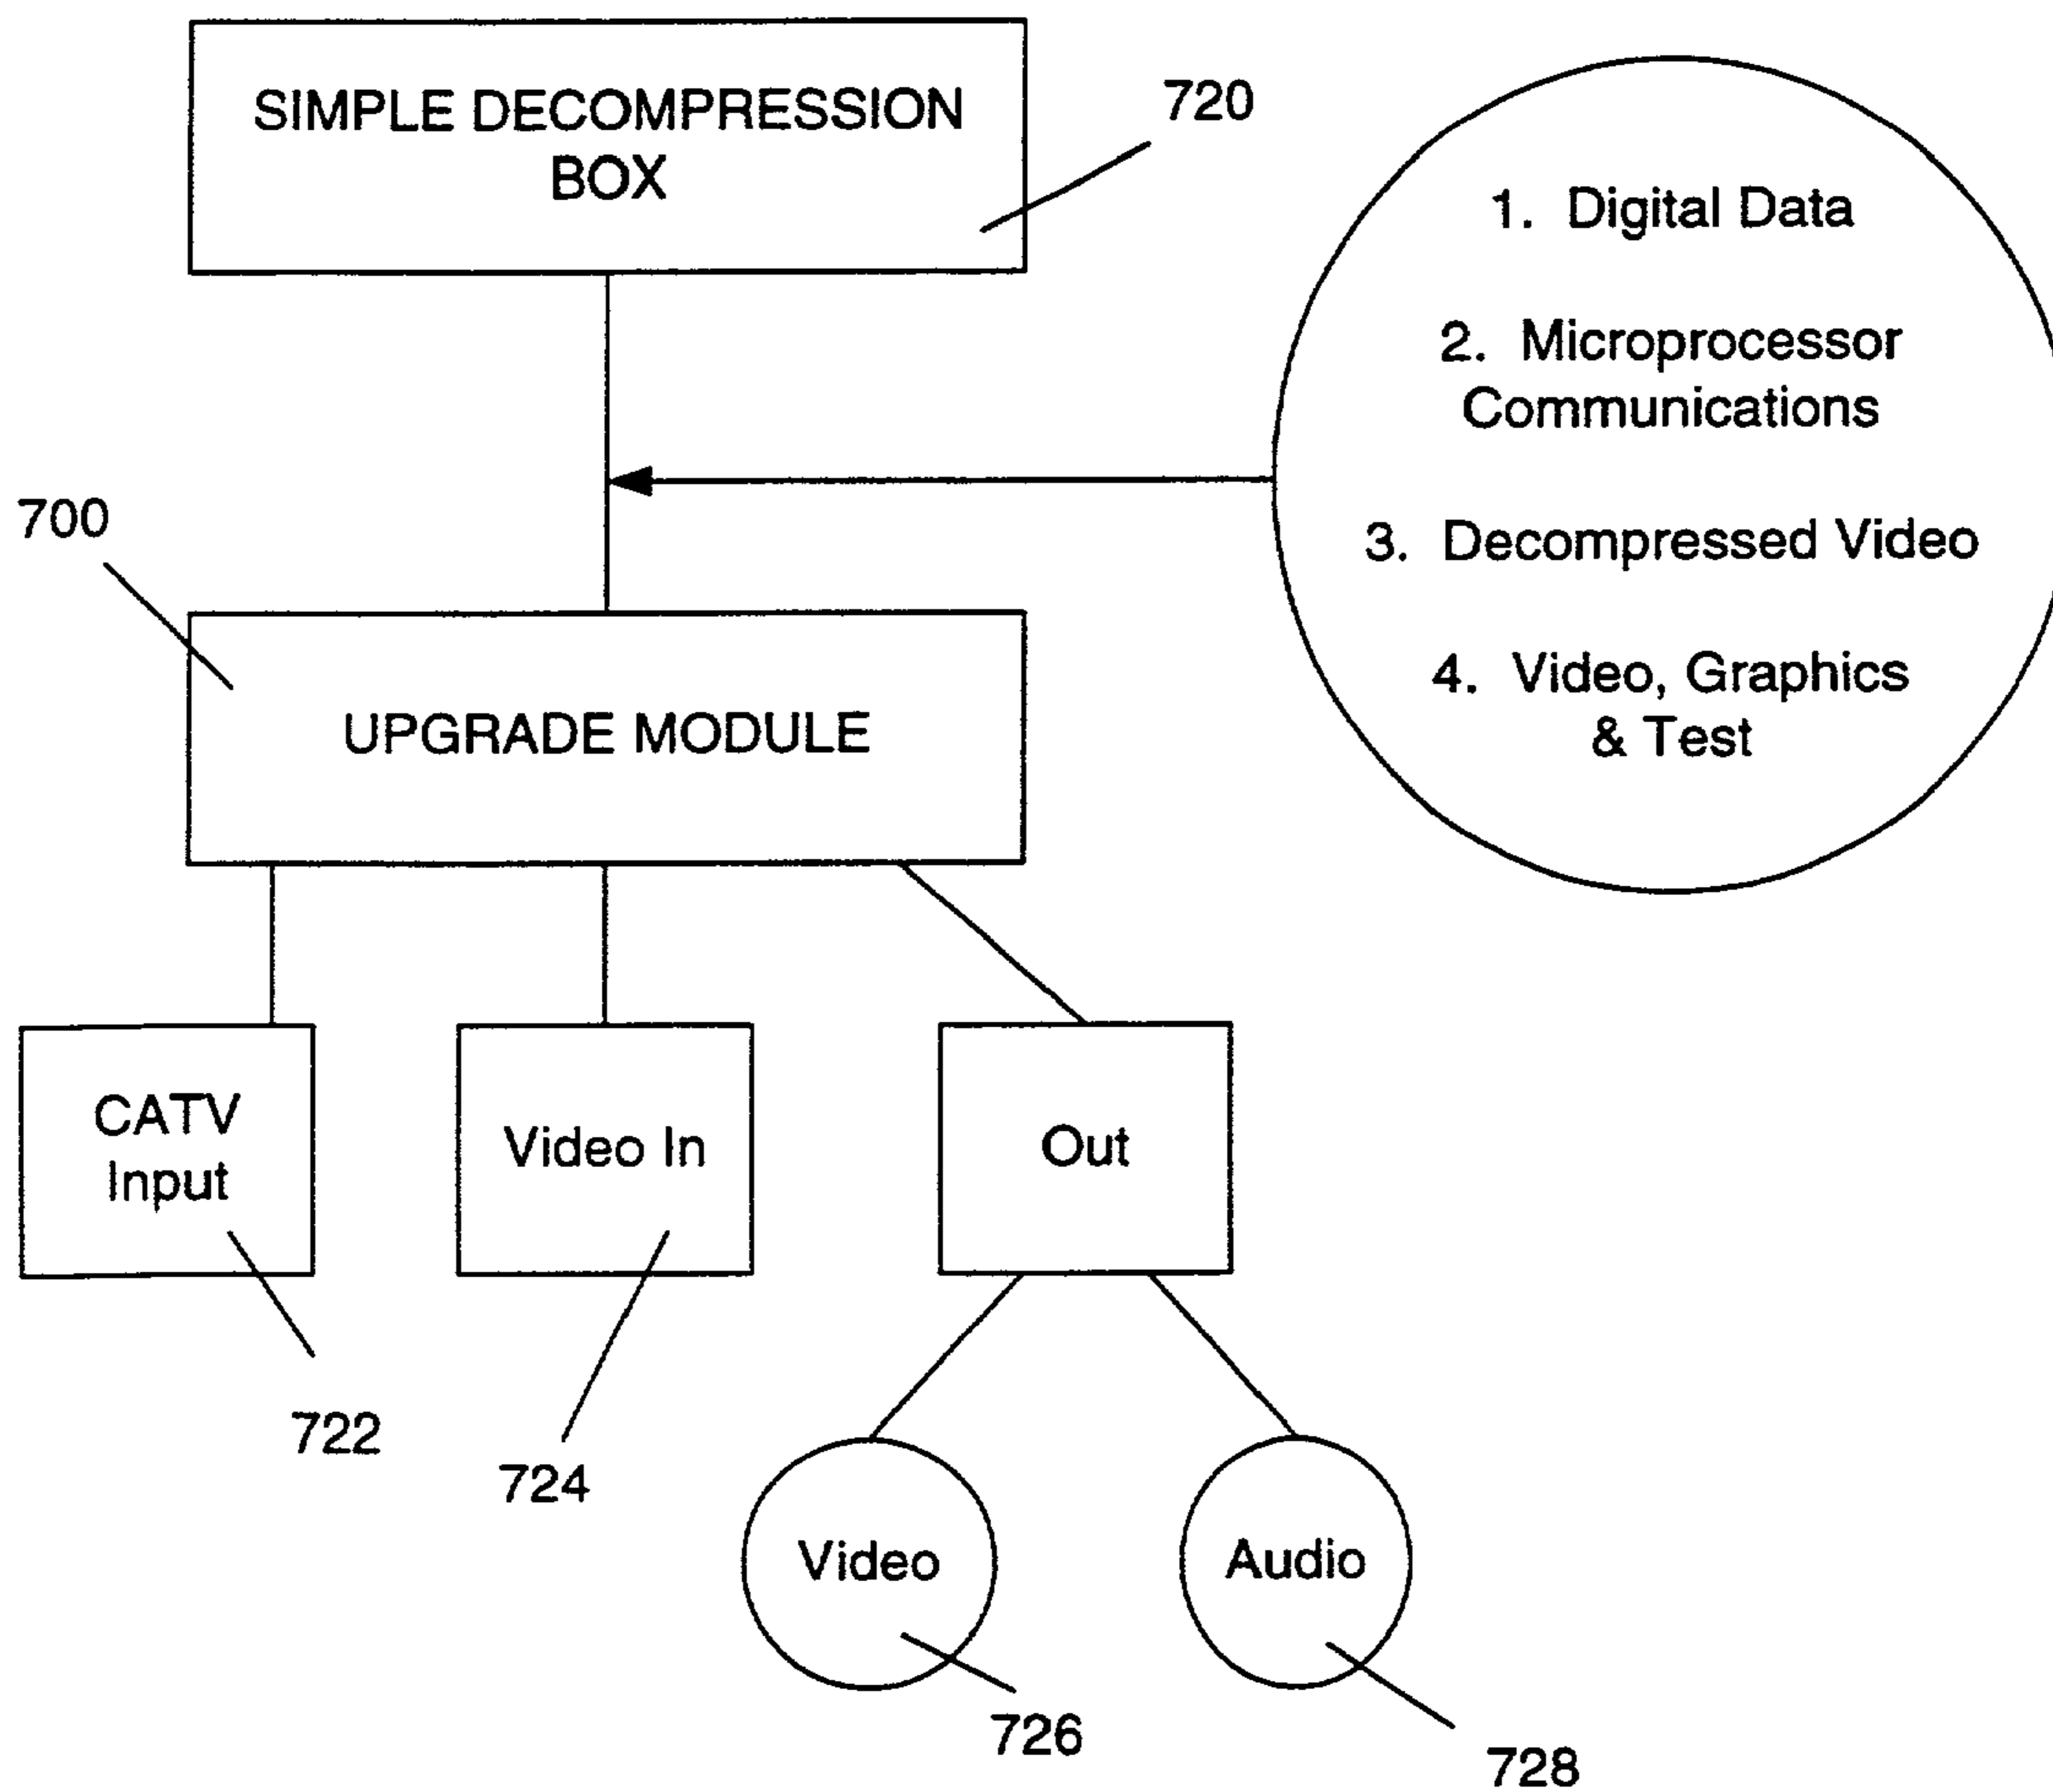 SIMPLE DECOMPRESSION
BOX
720
1. Digital Data
2. Microprocessor
Communications
3. Decompressed Video
4. Video, Graphics
& Test
700
UPGRADE MODULE
CATV
Input
Video In
Out
722
724
Video
Audio
726
728